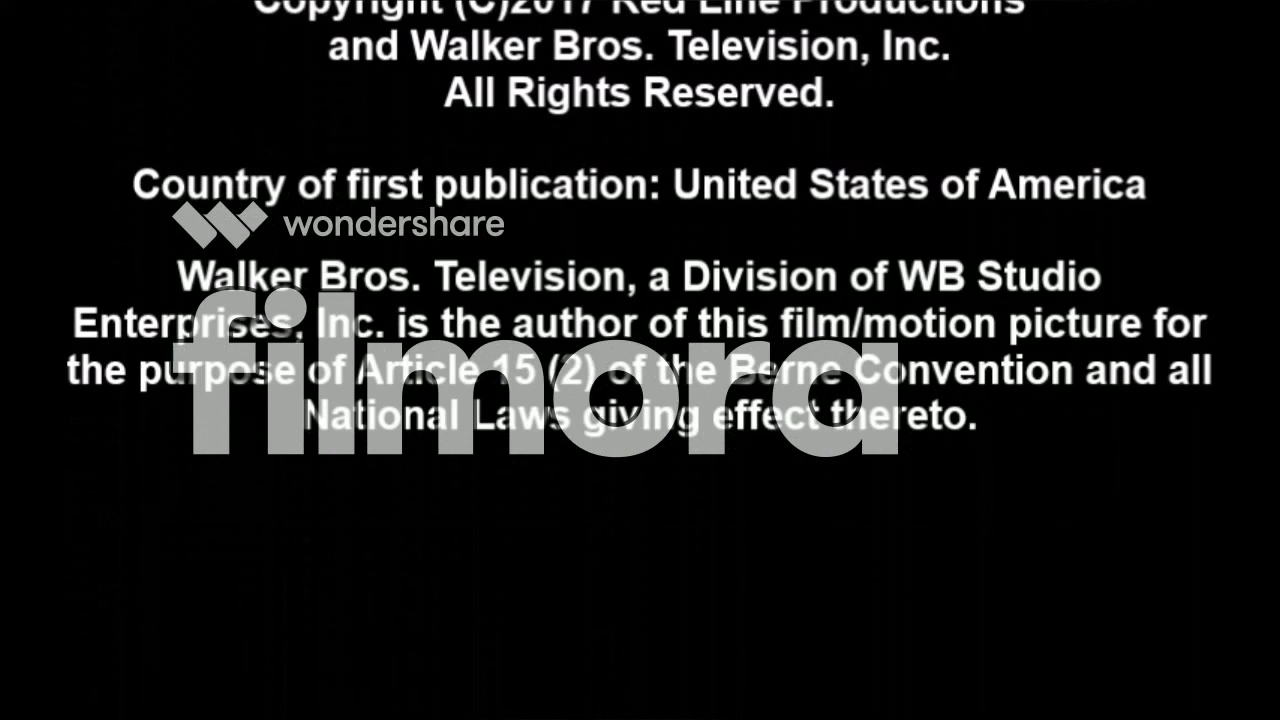 Copyright (C)2017 Red Line Productions
and Walker Bros. Television, Inc.
All Rights Reserved.
Country of first publication: United States of America
wondershare
Walker Bros. Television, a Division of WB Studio
Enterprises, Inc. is the author of this film/motion picture for
the purpose of Article 15 (2) of the Berne Convention and all
National Laws giving effect thereto.
filmora